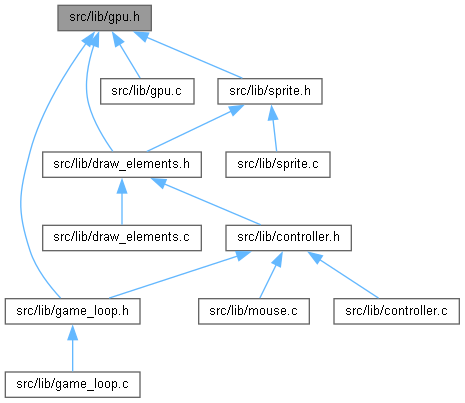 src/lib/gpu.h
src/lib/gpu.c
src/lib/sprite.h
src/lib/draw_elements.h
src/lib/sprite.c
src/lib/draw_elements.c
src/lib/controller.h
src/lib/game_loop.h
src/lib/mouse.c
src/lib/controller.c
src/lib/game_loop.c